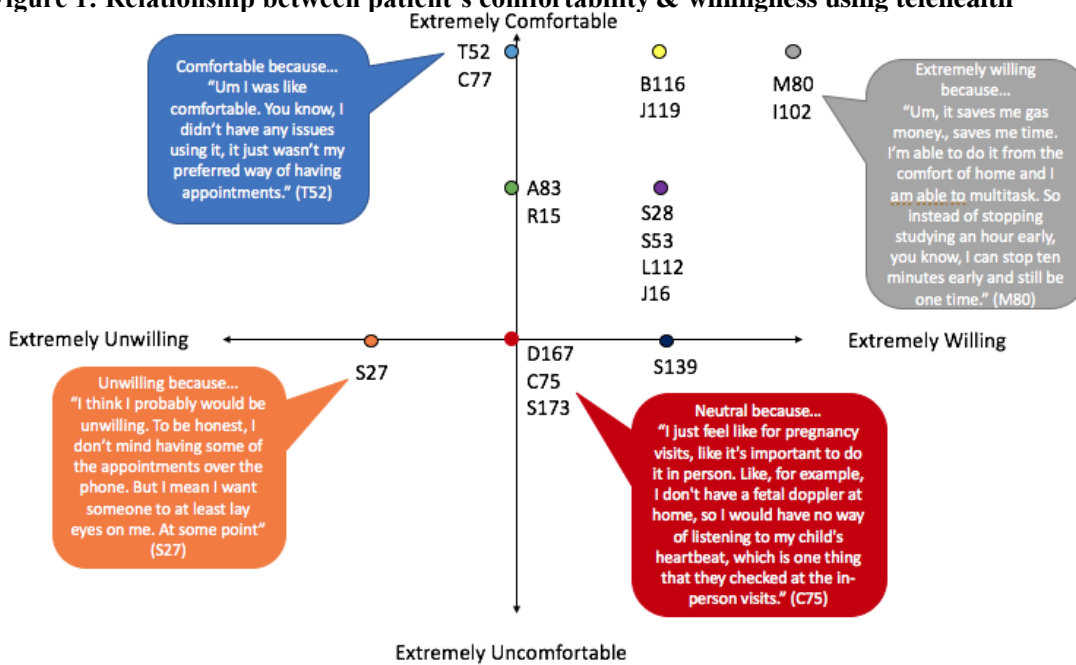 Figure 1: Relationship between patient's comfortability & willingness using telehealth
Extremely Comfortable
Comfortable because...
“Um I was like
comfortable. You know, I
didn’t have any issues
using it, it just wasn’t my
preferred way of having
appointments.” (T52)
T52
C77
B116
J119
M80
I102
Extremely willing
because...
“Um, it saves me gas
money., saves me time.
I’m able to do it from the
comfort of home and I
am able to multitask. So
instead of stopping
studying an hour early,
you know, I can stop ten
minutes early and still be
one time.” (M80)
A83
R15
S28
S53
L112
J16
Extremely Unwilling
Extremely Willing
S27
D167
C75
S173
S139
Unwilling because...
“I think I probably would be
unwilling. To be honest, I
don’t mind having some of
the appointments over the
phone. But I mean I want
someone to at least lay
eyes on me. At some point”
(S27)
Neutral because...
“I just feel like for pregnancy
visits, like it's important to do
it in person. Like, for example,
I don't have a fetal doppler at
home, so I would have no way
of listening to my child's
heartbeat, which is one thing
that they checked at the in-
person visits.” (C75)
Extremely Uncomfortable